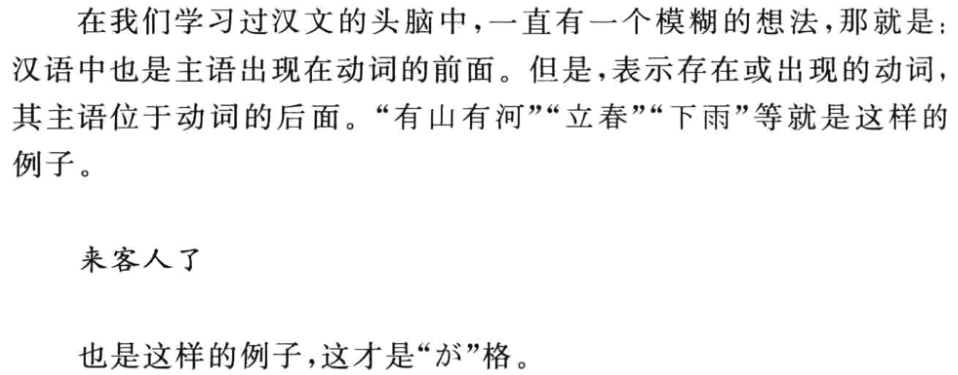 在我们学习过汉文的头脑中,一直有一个模糊的想法,那就是:
汉语中也是主语出现在动词的前面。但是,表示存在或出现的动词,
其主语位于动词的后面。“有山有河”“立春”“下雨”等就是这样的
例子。
来客人了
也是这样的例子,这才是“が”格。